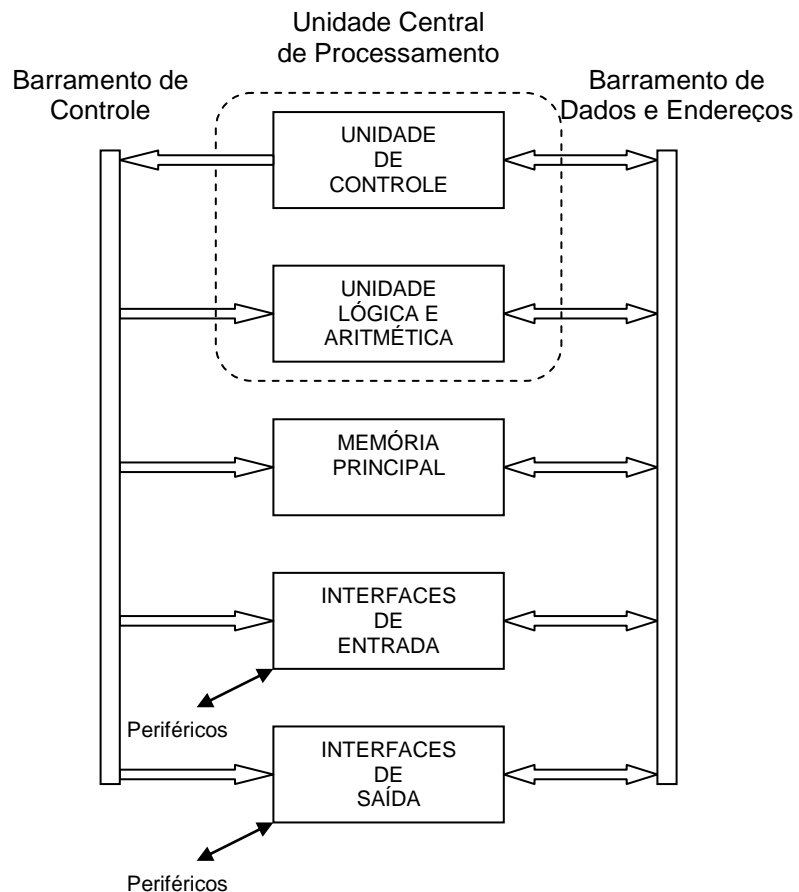 Unidade Central
de Processamento
Barramento de
Controle
Barramento de
Dados e Endereços
UNIDADE
DE
CONTROLE
UNIDADE
LÓGICA E
ARITMÉTICA
MEMÓRIA
PRINCIPAL
INTERFACES
DE
ENTRADA
Periféricos
INTERFACES
DE
SAÍDA
Periféricos